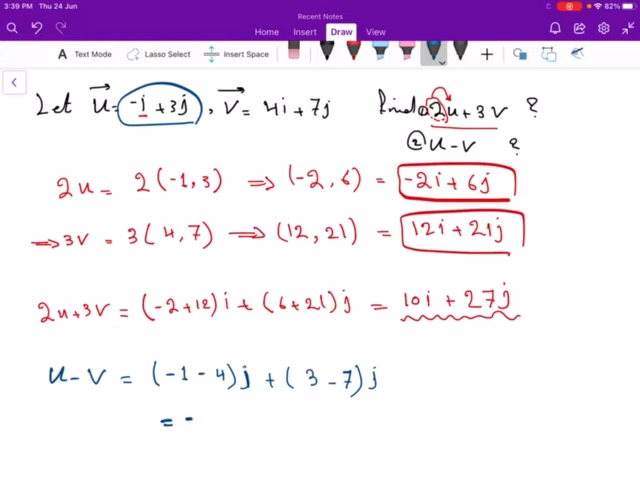 3:39 PM Thu 24 Jun
82%
Recent Notes
Home Insert Draw View
A Text Mode Lasso Select Insert Space
Let u = -i + 3j , v = 4i + 7j Find ① 2u + 3v ?
② u - v ?
2u = 2(-1, 3) ⟹ (-2, 6) = -2i + 6j
⟹ 3v = 3(4, 7) ⟹ (12, 21) = 12i + 21j
2u + 3v = (-2 + 12)i + (6 + 21)j = 10i + 27j
u - v = (-1 - 4)j + (3 - 7)j
= -